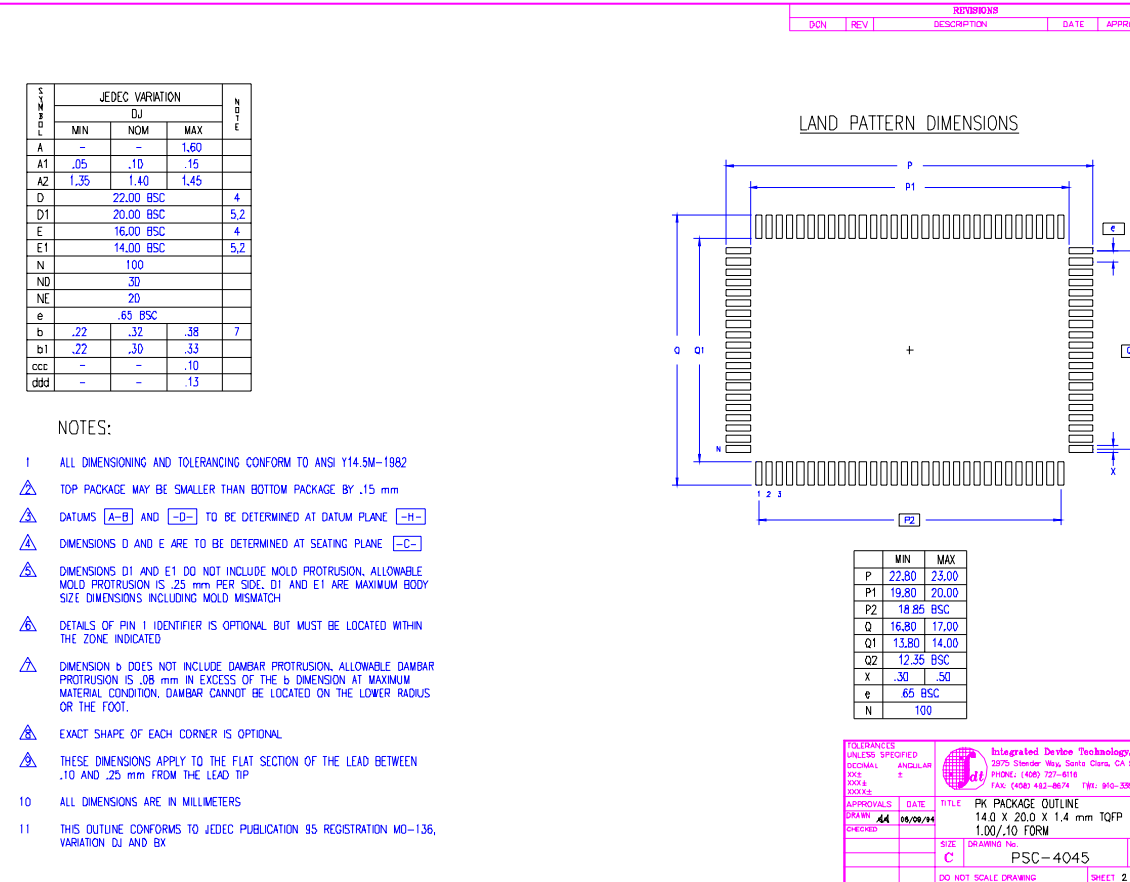 REVISIONS
DCN REV DESCRIPTION DATE
SYMBOL JEDEC VARIATION NOTE
DJ
MIN NOM MAX
A - - 1.60
A1 .05 .10 .15
A2 1.35 1.40 1.45
D 22.00 BSC 4
D1 20.00 BSC 5,2
E 16.00 BSC 4
E1 14.00 BSC 5,2
N 100
ND 30
NE 20
e .65 BSC
b .22 .32 .38 7
b1 .22 .30 .33
ccc - - .10
ddd - - .13
NOTES:
1 ALL DIMENSIONING AND TOLERANCING CONFORM TO ANSI Y14.5M-1982
2 TOP PACKAGE MAY BE SMALLER THAN BOTTOM PACKAGE BY .15 mm
3 DATUMS A-B AND -D- TO BE DETERMINED AT DATUM PLANE -H-
4 DIMENSIONS D AND E ARE TO BE DETERMINED AT SEATING PLANE -C-
5 DIMENSIONS D1 AND E1 DO NOT INCLUDE MOLD PROTRUSION. ALLOWABLE
MOLD PROTRUSION IS .25 mm PER SIDE. D1 AND E1 ARE MAXIMUM BODY
SIZE DIMENSIONS INCLUDING MOLD MISMATCH
6 DETAILS OF PIN 1 IDENTIFIER IS OPTIONAL BUT MUST BE LOCATED WITHIN
THE ZONE INDICATED
7 DIMENSION b DOES NOT INCLUDE DAMBAR PROTRUSION. ALLOWABLE DAMBAR
PROTRUSION IS .08 mm IN EXCESS OF THE b DIMENSION AT MAXIMUM
MATERIAL CONDITION. DAMBAR CANNOT BE LOCATED ON THE LOWER RADIUS
OR THE FOOT.
8 EXACT SHAPE OF EACH CORNER IS OPTIONAL
9 THESE DIMENSIONS APPLY TO THE FLAT SECTION OF THE LEAD BETWEEN
.10 AND .25 mm FROM THE LEAD TIP
10 ALL DIMENSIONS ARE IN MILLIMETERS
11 THIS OUTLINE CONFORMS TO JEDEC PUBLICATION 95 REGISTRATION MO-136,
VARIATION DJ AND BX
LAND PATTERN DIMENSIONS
P
P1
e
Q Q1
N
X
1 2 3
P2
MIN MAX
P 22.80 23.00
P1 19.80 20.00
P2 18.85 BSC
Q 16.80 17.00
Q1 13.80 14.00
Q2 12.35 BSC
X .30 .50
e .65 BSC
N 100
TOLERANCES
UNLESS SPECIFIED
DECIMAL ANGULAR
XX± ±
XXX±
XXXX±
idt
Integrated Device Technology,
2975 Stender Way, Santa Clara, CA
PHONE: (408) 727-6116
FAX: (408) 492-8674 TWX: 910-338
APPROVALS DATE
DRAWN 08/09/94
CHECKED
TITLE PK PACKAGE OUTLINE
14.0 X 20.0 X 1.4 mm TQFP
1.00/.10 FORM
SIZE DRAWING No.
C PSC-4045
DO NOT SCALE DRAWING SHEET 2